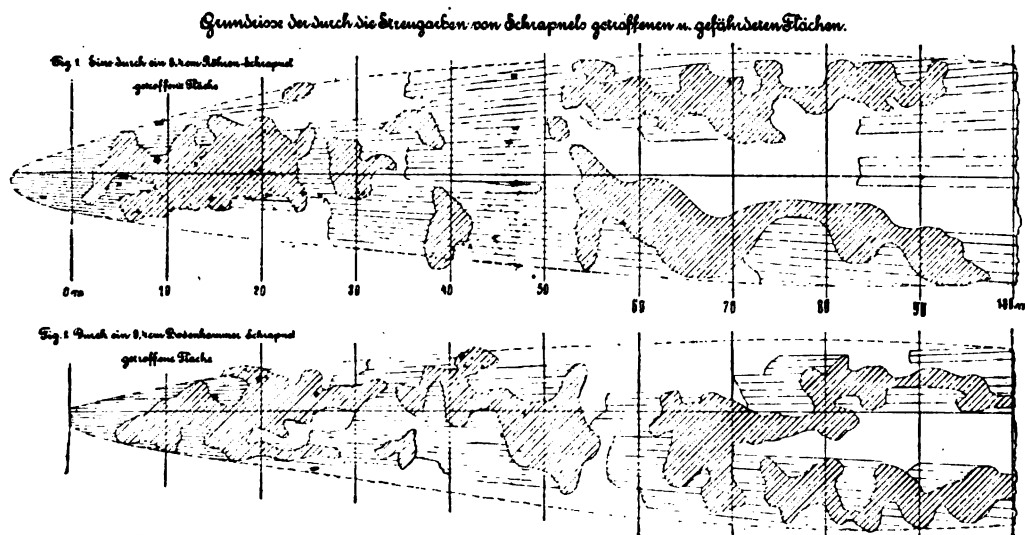 Grundrisse der durch die Streugarben von Schrapnels getroffenen u. gefährdeten Flächen.
Fig. 1 Eine durch ein 8,4cm Röhren-Schrapnel
getroffene Fläche
0m 10 20 30 40 50 60 70 80 90 100m
Fig. 2 Durch ein 8,4cm Bodenkammer Schrapnel
getroffene Fläche